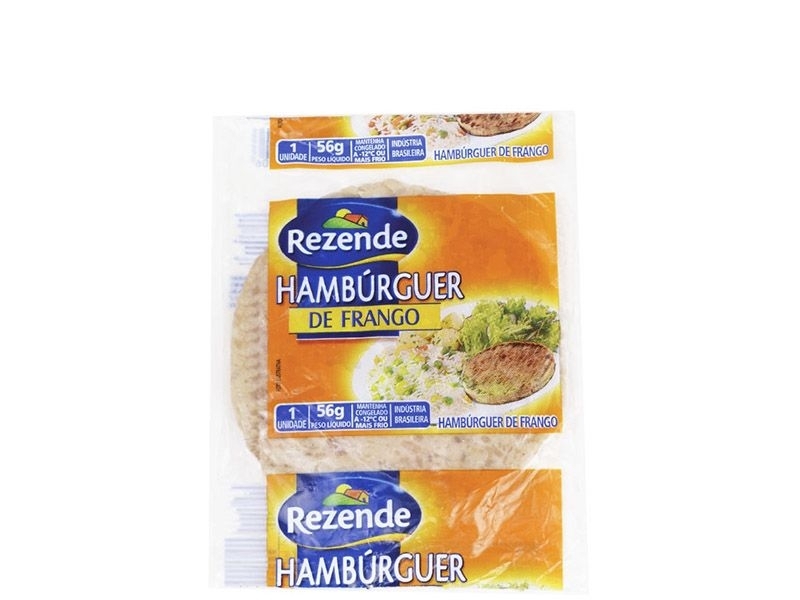 1
UNIDADE
56g
PESO LÍQUIDO
MANTENHA
CONGELADO
A -12°C OU
MAIS FRIO
INDÚSTRIA
BRASILEIRA
HAMBÚRGUER DE FRANGO
Rezende
HAMBÚRGUER
DE FRANGO
1
UNIDADE
56g
PESO LÍQUIDO
MANTENHA
CONGELADO
A -12°C OU
MAIS FRIO
INDÚSTRIA
BRASILEIRA
HAMBÚRGUER DE FRANGO
Rezende
HAMBÚRGUER